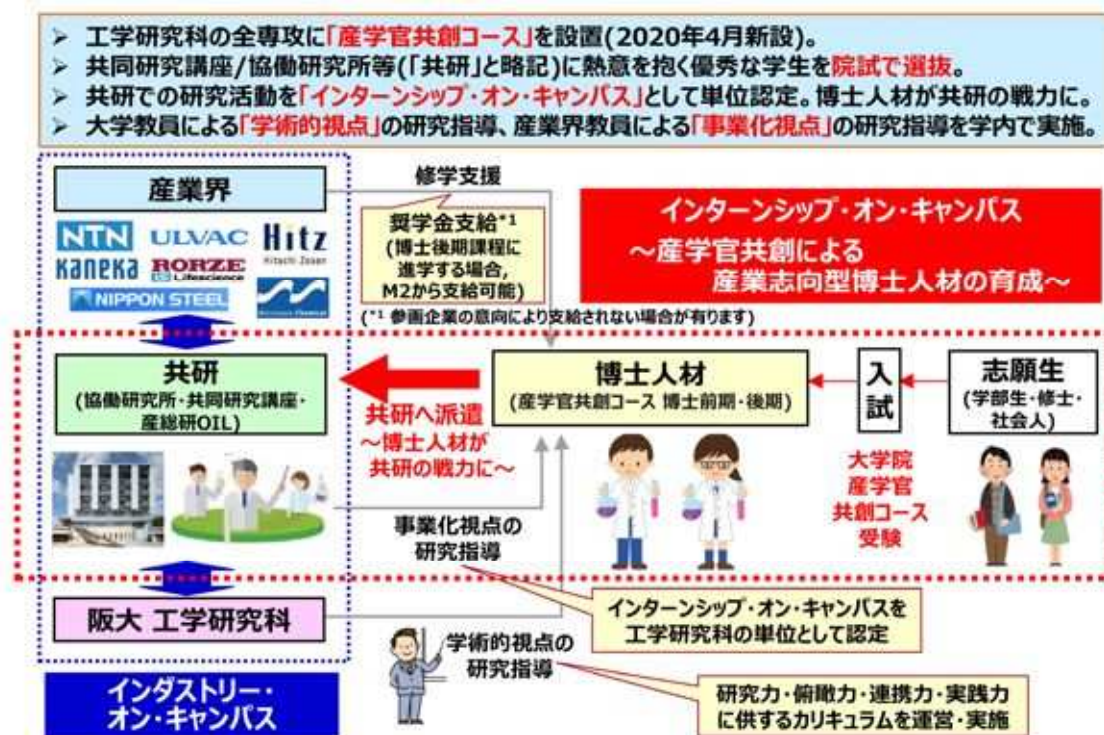 ➢ 工学研究科の全専攻に「産学官共創コース」を設置(2020年4月新設)。
➢ 共同研究講座/協働研究所等(「共研」と略記)に熱意を抱く優秀な学生を院試で選抜。
➢ 共研での研究活動を「インターンシップ・オン・キャンパス」として単位認定。博士人材が共研の戦力に。
➢ 大学教員による「学術的視点」の研究指導、産業界教員による「事業化視点」の研究指導を学内で実施。
産業界
NTN
ULVAC
Hitz
Hitachi Zosen
Kaneka
RORZE
Lifescience
NIPPON STEEL
修学支援
奨学金支給*1
(博士後期課程に
進学する場合,
M2から支給可能)
(*1 参画企業の意向により支給されない場合が有ります)
インターンシップ・オン・キャンパス
～産学官共創による
産業志向型博士人材の育成～
共研
(協働研究所・共同研究講座・
産総研OIL)
共研へ派遣
～博士人材が
共研の戦力に～
博士人材
(産学官共創コース 博士前期・後期)
入試
志願生
(学部生・修士・
社会人)
大学院
産学官
共創コース
受験
事業化視点の
研究指導
阪大 工学研究科
学術的視点の
研究指導
インターンシップ・オン・キャンパスを
工学研究科の単位として認定
研究力・俯瞰力・連携力・実践力
に供するカリキュラムを運営・実施
インダストリー・
オン・キャンパス